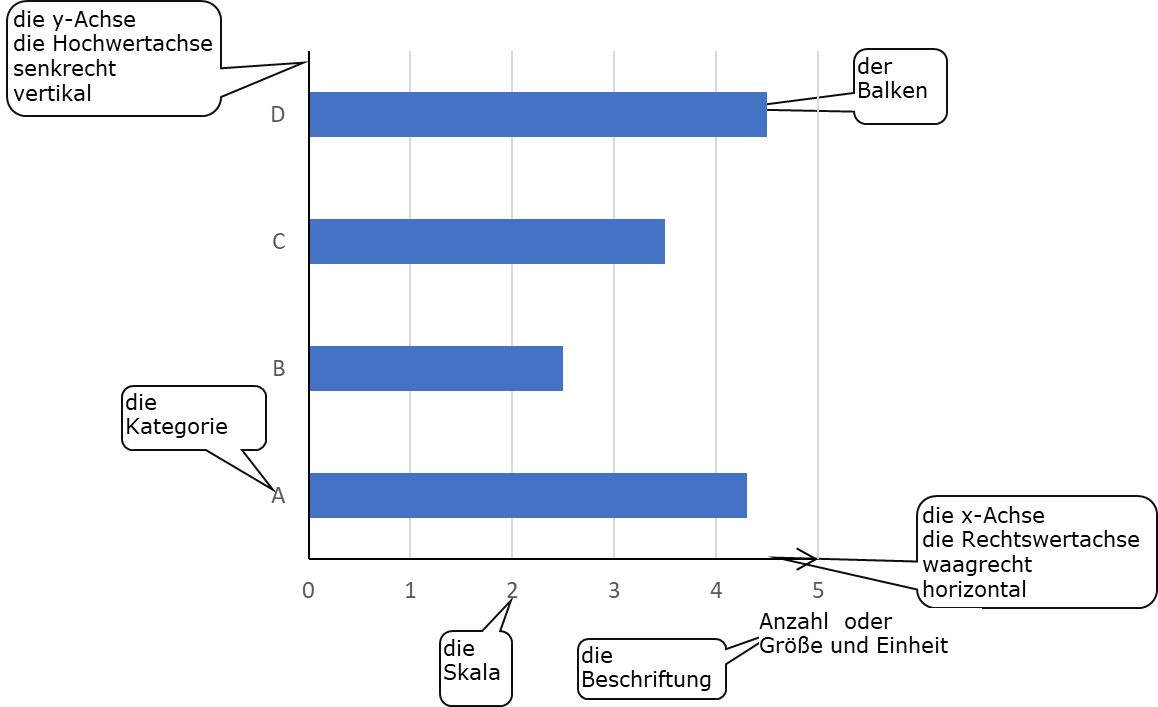 die y-Achse
die Hochwertachse
senkrecht
vertikal
der
Balken
D
C
B
die
Kategorie
A
die x-Achse
die Rechtswertachse
waagrecht
horizontal
0 1 2 3 4 5
Anzahl oder
Größe und Einheit
die
Skala
die
Beschriftung